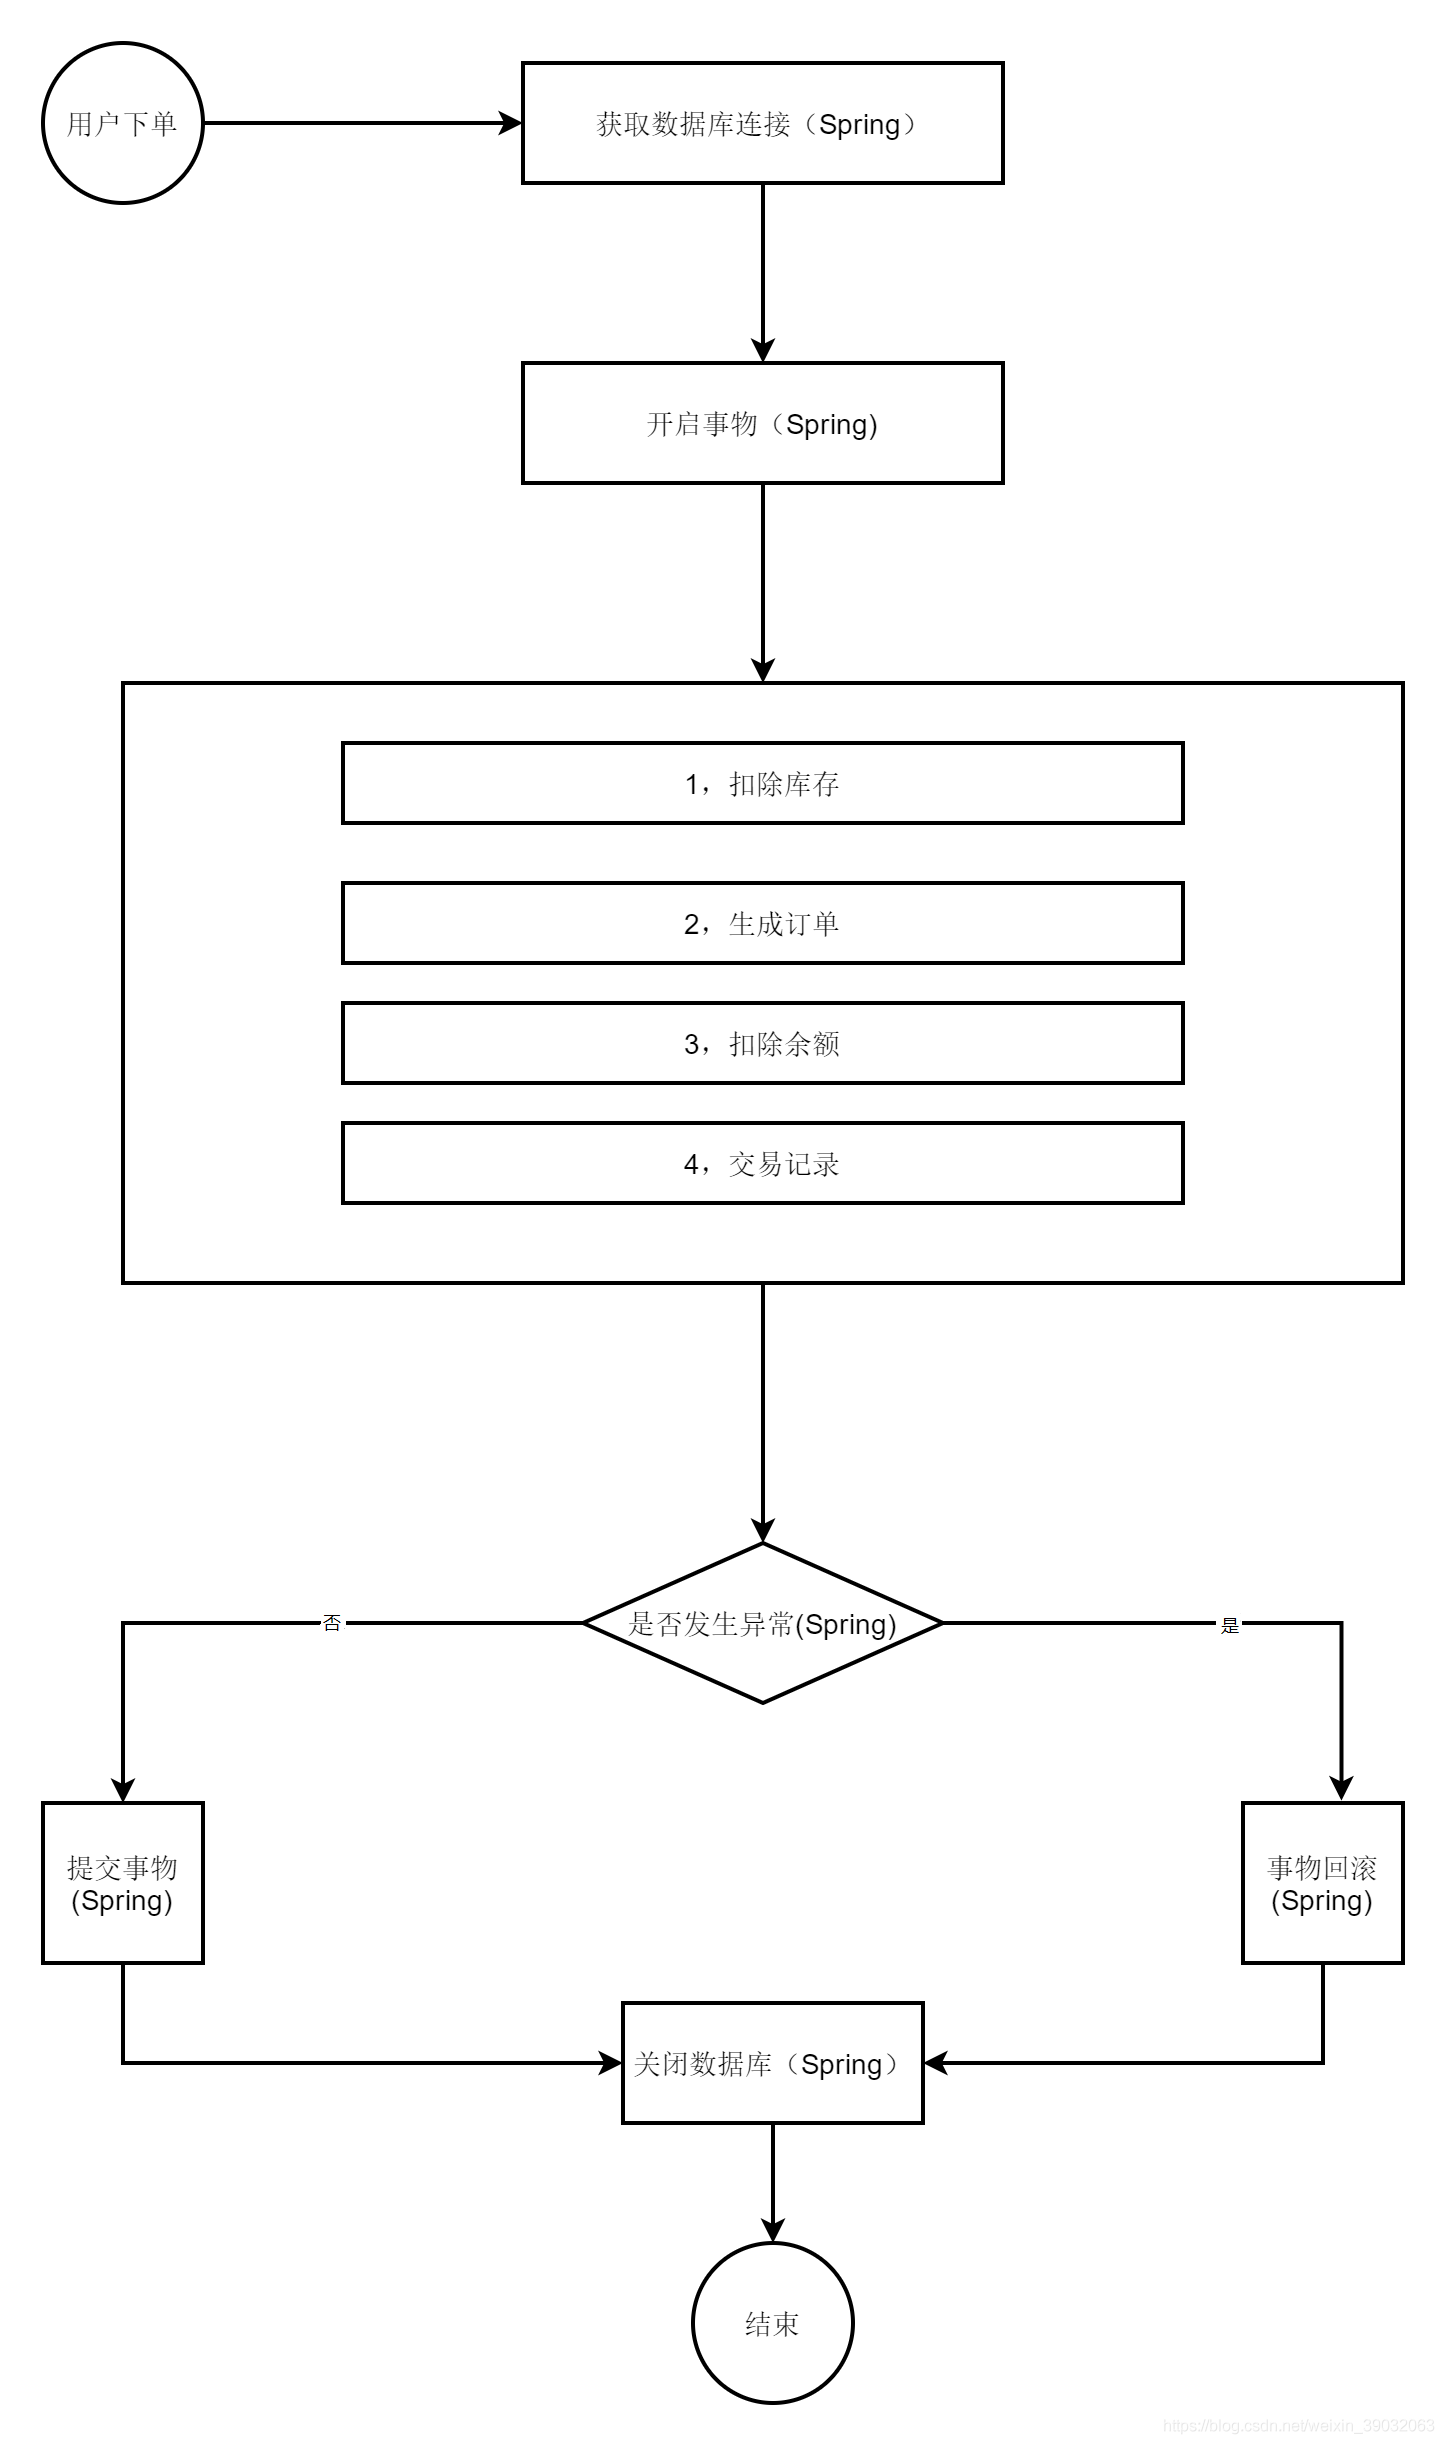 用户下单
获取数据库连接（Spring）
开启事物（Spring)
1，扣除库存
2，生成订单
3，扣除余额
4，交易记录
是否发生异常(Spring)
否
是
提交事物
(Spring)
事物回滚
(Spring)
关闭数据库（Spring）
结束
https://blog.csdn.net/weixin_39032063